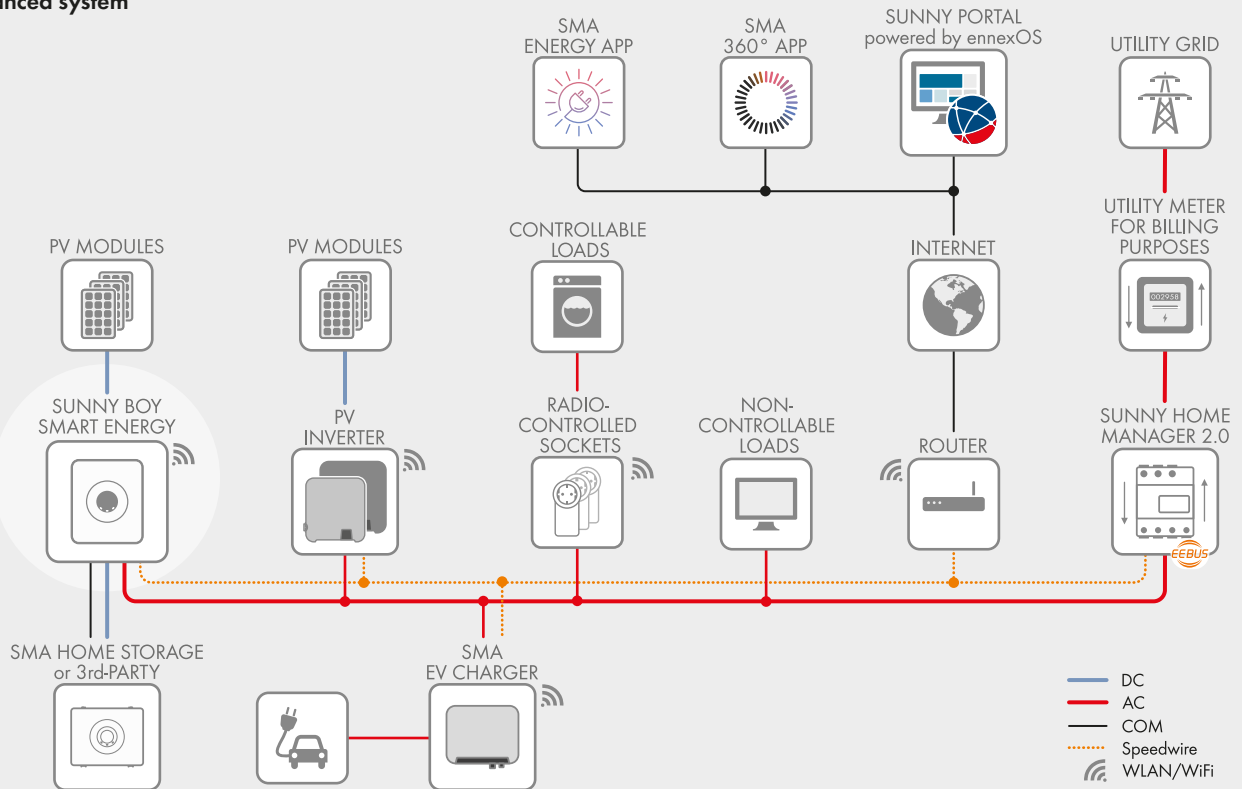 system
SMA
ENERGY APP
SMA
360° APP
SUNNY PORTAL
powered by ennexOS
UTILITY GRID
UTILITY METER
FOR BILLING
PURPOSES
PV MODULES
PV MODULES
CONTROLLABLE
LOADS
INTERNET
002958
SUNNY BOY
SMART ENERGY
PV
INVERTER
RADIO-
CONTROLLED
SOCKETS
NON-
CONTROLLABLE
LOADS
ROUTER
SUNNY HOME
MANAGER 2.0
EEBUS
SMA HOME STORAGE
or 3rd-PARTY
SMA
EV CHARGER
DC
AC
COM
Speedwire
WLAN/WiFi